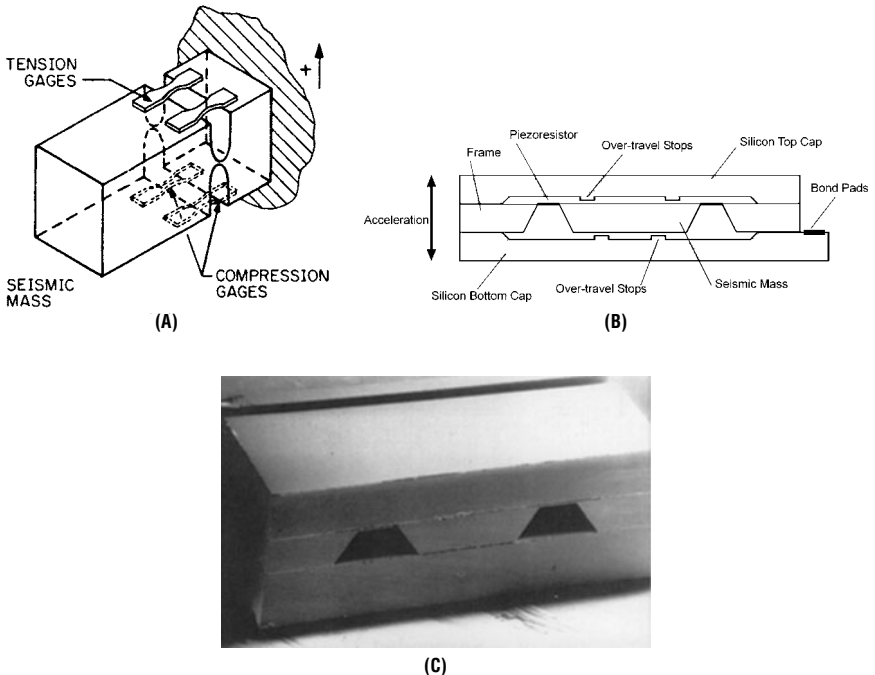 TENSION
GAGES
+
SEISMIC
MASS
COMPRESSION
GAGES
(A)
Piezoresistor
Over-travel Stops
Silicon Top Cap
Frame
Bond Pads
Acceleration
Silicon Bottom Cap
Over-travel Stops
Seismic Mass
(B)
(C)